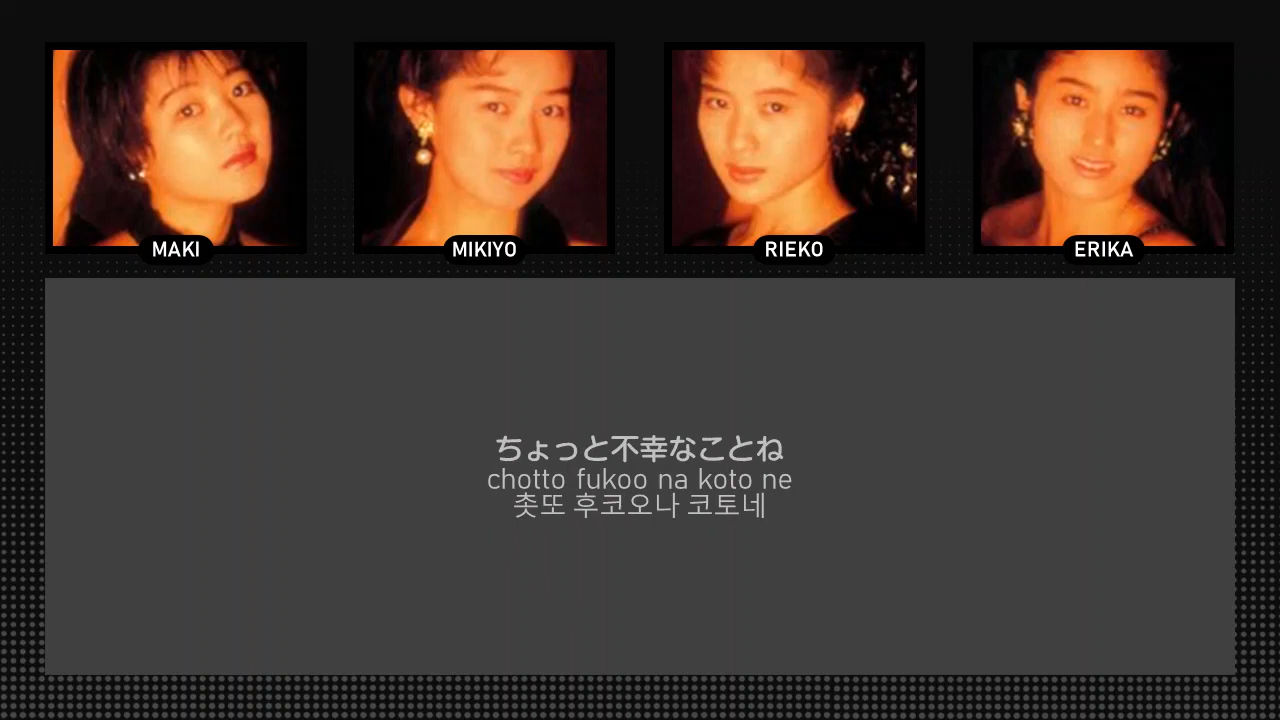 MAKI
MIKIYO
RIEKO
ERIKA
ちょっと不幸なことね
chotto fukoo na koto ne
촛또 후코오나 코토네